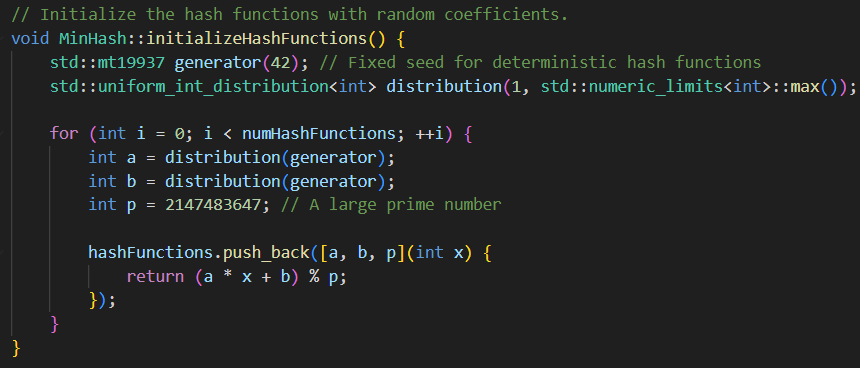 // Initialize the hash functions with random coefficients.
void MinHash::initializeHashFunctions() {
    std::mt19937 generator(42); // Fixed seed for deterministic hash functions
    std::uniform_int_distribution<int> distribution(1, std::numeric_limits<int>::max());
    for (int i = 0; i < numHashFunctions; ++i) {
        int a = distribution(generator);
        int b = distribution(generator);
        int p = 2147483647; // A large prime number
        hashFunctions.push_back([a, b, p](int x) {
            return (a * x + b) % p;
        });
    }
}